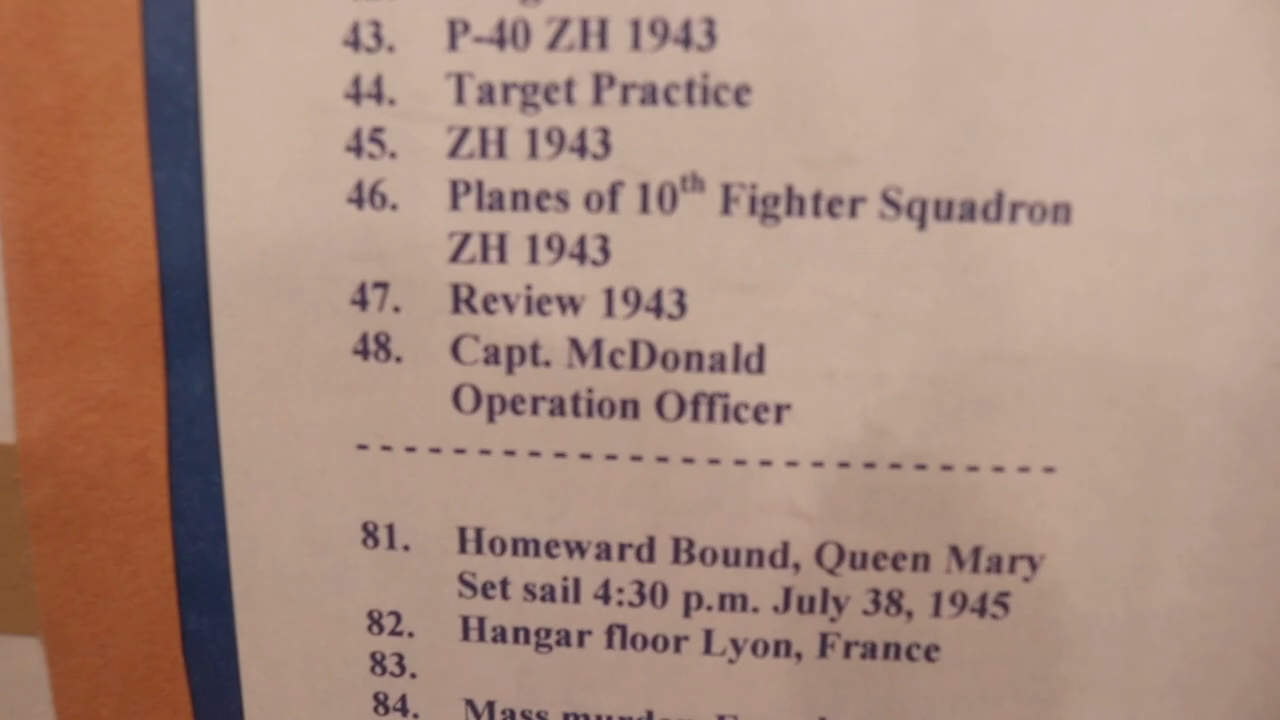 43. P-40 ZH 1943
44. Target Practice
45. ZH 1943
46. Planes of 10th Fighter Squadron
ZH 1943
47. Review 1943
48. Capt. McDonald
Operation Officer
----------------------------
81. Homeward Bound, Queen Mary
Set sail 4:30 p.m. July 38, 1945
82. Hangar floor Lyon, France
83.
84. Mass